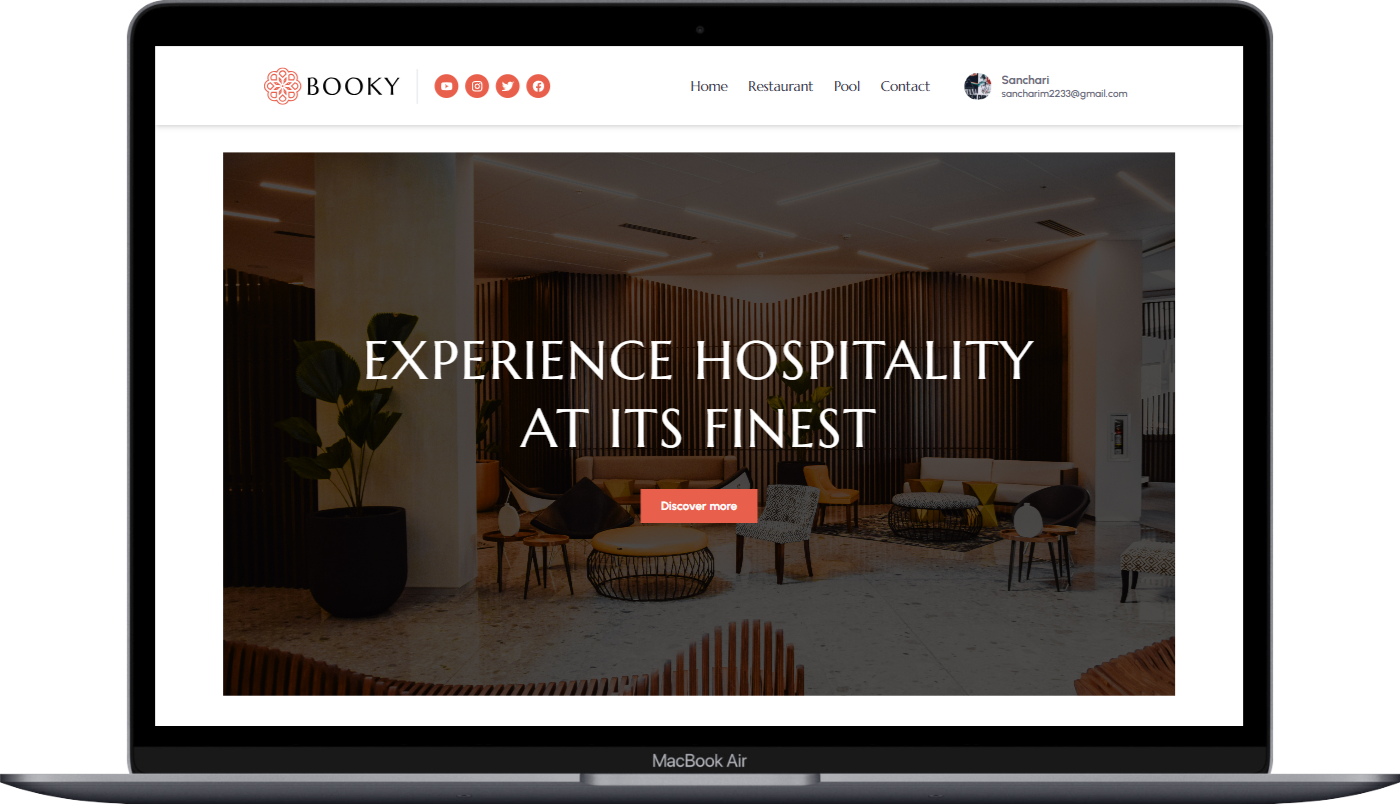 BOOKY
Home Restaurant Pool Contact
Sanchari
sancharim2233@gmail.com
EXPERIENCE HOSPITALITY
AT ITS FINEST
Discover more
MacBook Air